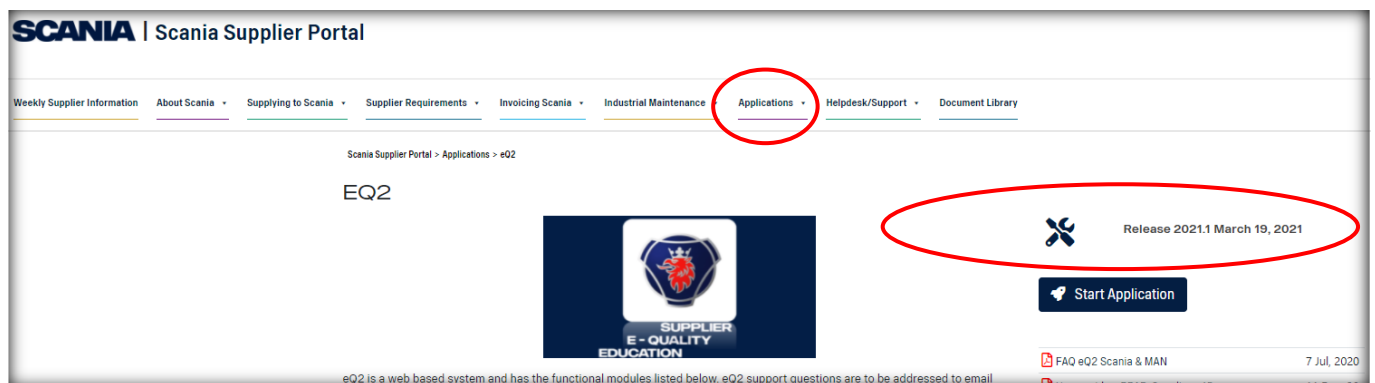 SCANIA | Scania Supplier Portal
Weekly Supplier Information About Scania Supplying to Scania Supplier Requirements Invoicing Scania Industrial Maintenance Applications Helpdesk/Support Document Library
Scania Supplier Portal > Applications > eQ2
EQ2
Release 2021.1 March 19, 2021
Start Application
SUPPLIER
E - QUALITY
EDUCATION
FAQ eQ2 Scania & MAN 7 Jul, 2020
eQ2 is a web based system and has the functional modules listed below. eQ2 support questions are to be addressed to email